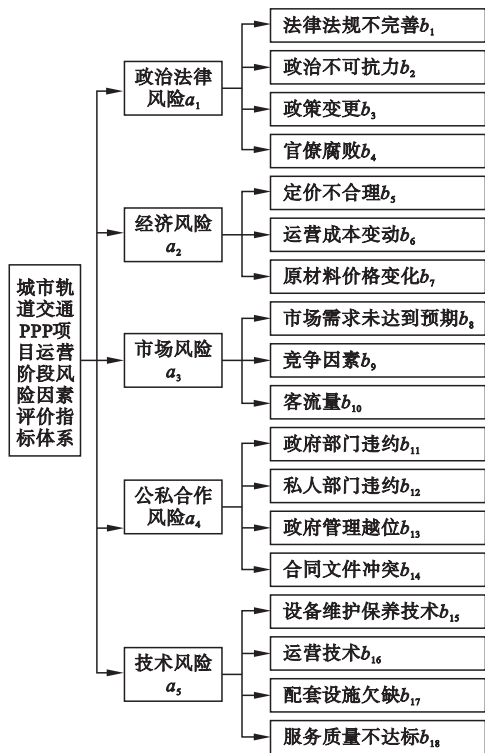 城市轨
道交通
PPP项
目运营
阶段风
险因素
评价指
标体系
政治法律
风险a₁
法律法规不完善b₁
政治不可抗力b₂
政策变更b₃
官僚腐败b₄
经济风险
a₂
定价不合理b₅
运营成本变动b₆
原材料价格变化b₇
市场风险
a₃
市场需求未达到预期b₈
竞争因素b₉
客流量b₁₀
公私合作
风险a₄
政府部门违约b₁₁
私人部门违约b₁₂
政府管理越位b₁₃
合同文件冲突b₁₄
技术风险
a₅
设备维护保养技术b₁₅
运营技术b₁₆
配套设施欠缺b₁₇
服务质量不达标b₁₈